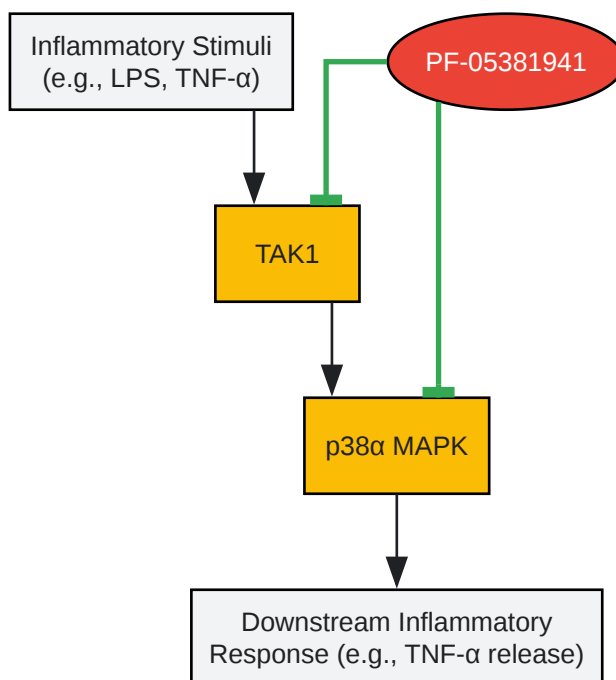 Inflammatory Stimuli
(e.g., LPS, TNF-α)
PF-05381941
TAK1
p38α MAPK
Downstream Inflammatory
Response (e.g., TNF-α release)